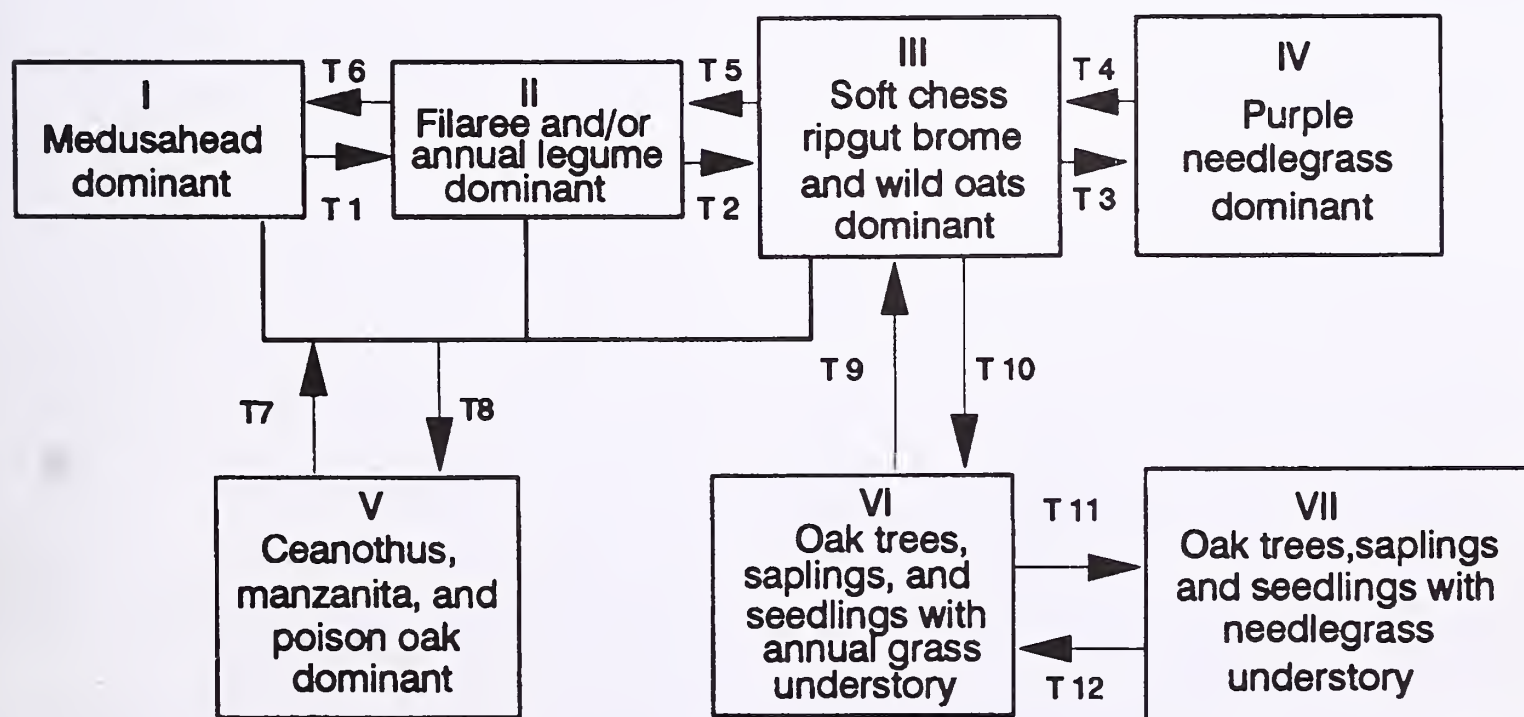 I
Medusahead
dominant
T 6
T 1
II
Filaree and/or
annual legume
dominant
T 5
T 2
III
Soft chess
ripgut brome
and wild oats
dominant
T 4
T 3
IV
Purple
needlegrass
dominant
T7
T8
T 9
T 10
V
Ceanothus,
manzanita, and
poison oak
dominant
VI
Oak trees,
saplings, and
seedlings with
annual grass
understory
T 11
T 12
VII
Oak trees,saplings
and seedlings with
needlegrass
understory